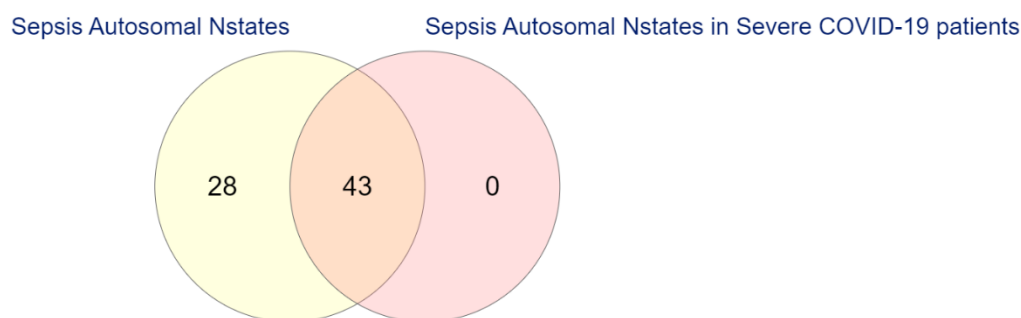 Sepsis Autosomal Nstates
Sepsis Autosomal Nstates in Severe COVID-19 patients
28
43
0